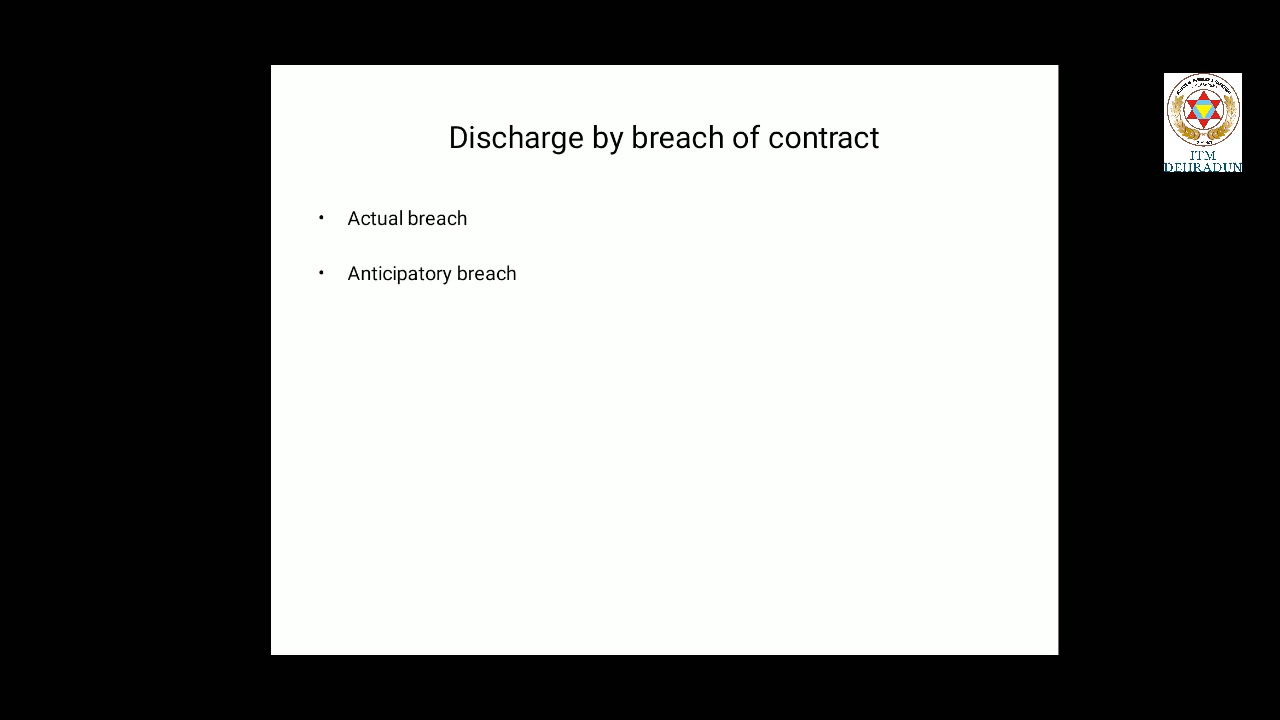 Discharge by breach of contract
• Actual breach
• Anticipatory breach
ITM
DEHRADUN